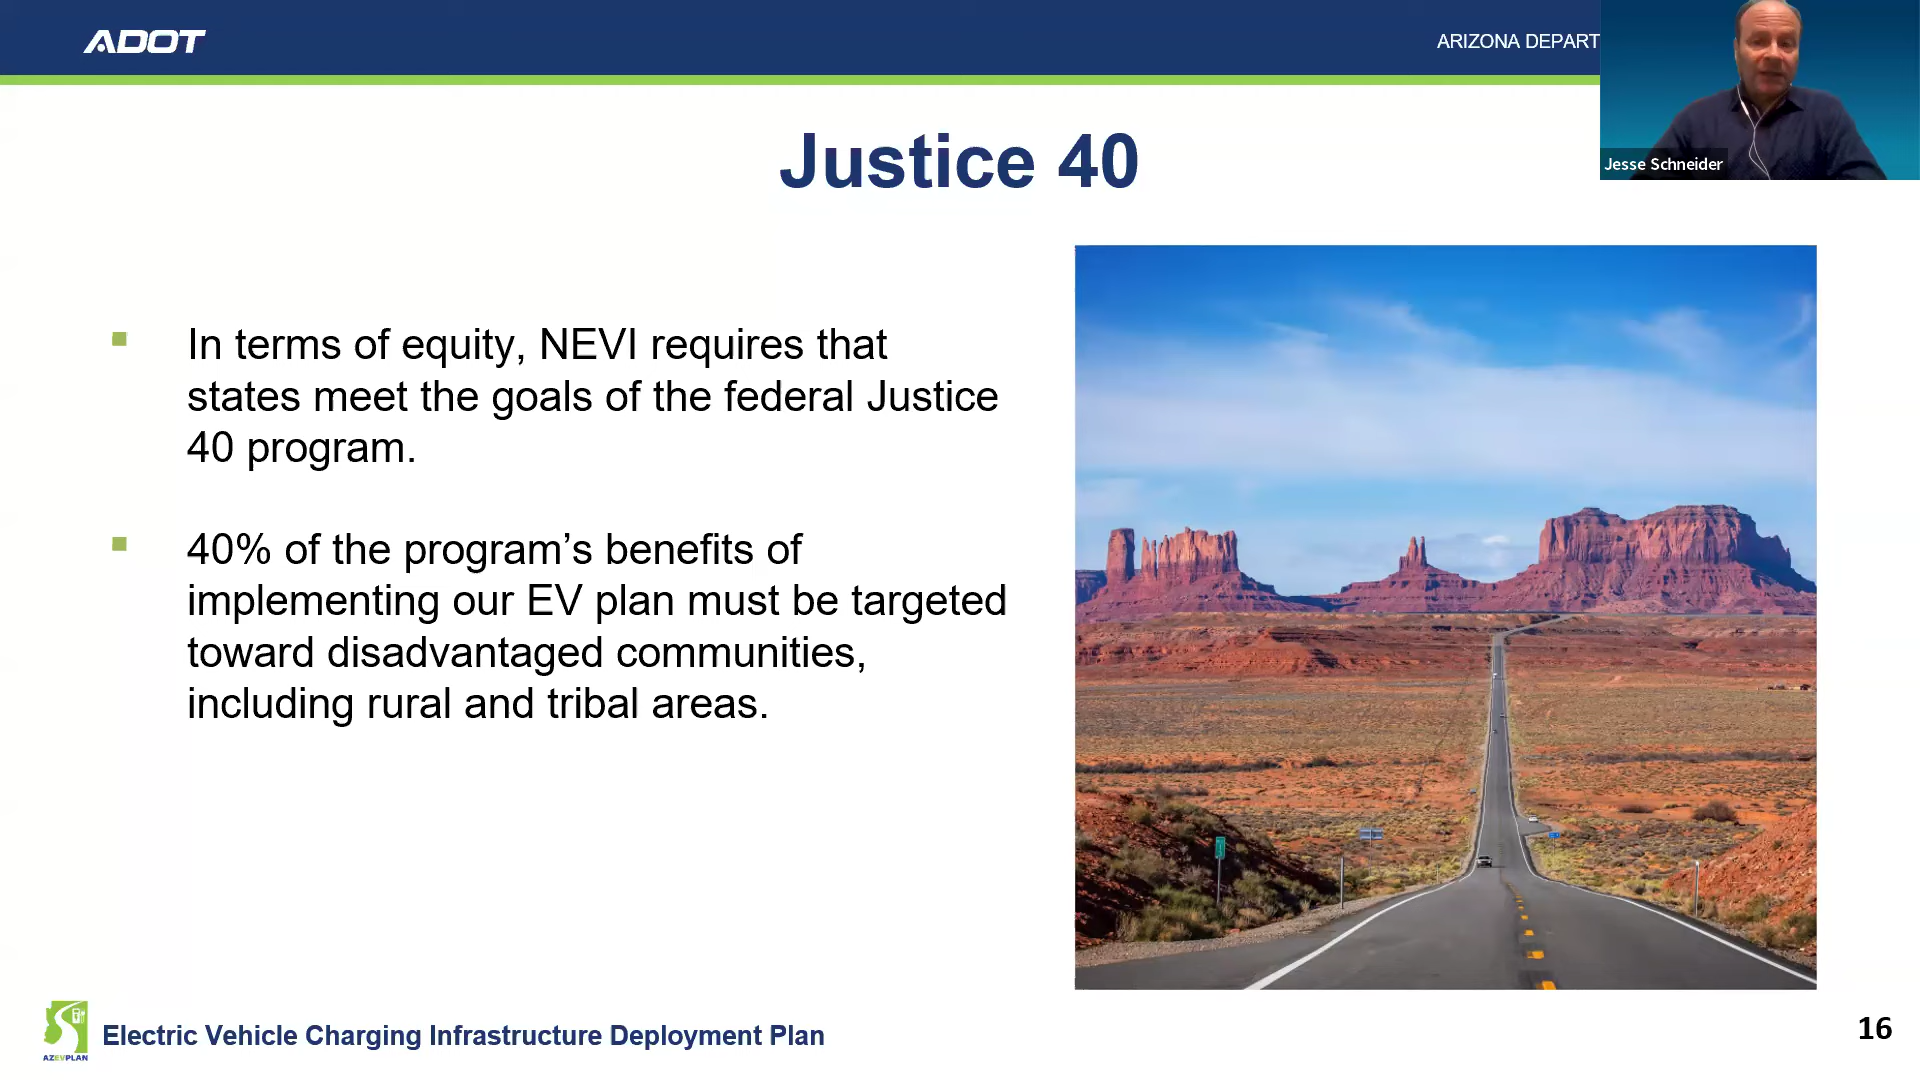 ADOT
ARIZONA DEPART
Jesse Schneider
Justice 40
In terms of equity, NEVI requires that
states meet the goals of the federal Justice
40 program.
40% of the program’s benefits of
implementing our EV plan must be targeted
toward disadvantaged communities,
including rural and tribal areas.
AZEVPLAN
Electric Vehicle Charging Infrastructure Deployment Plan
16